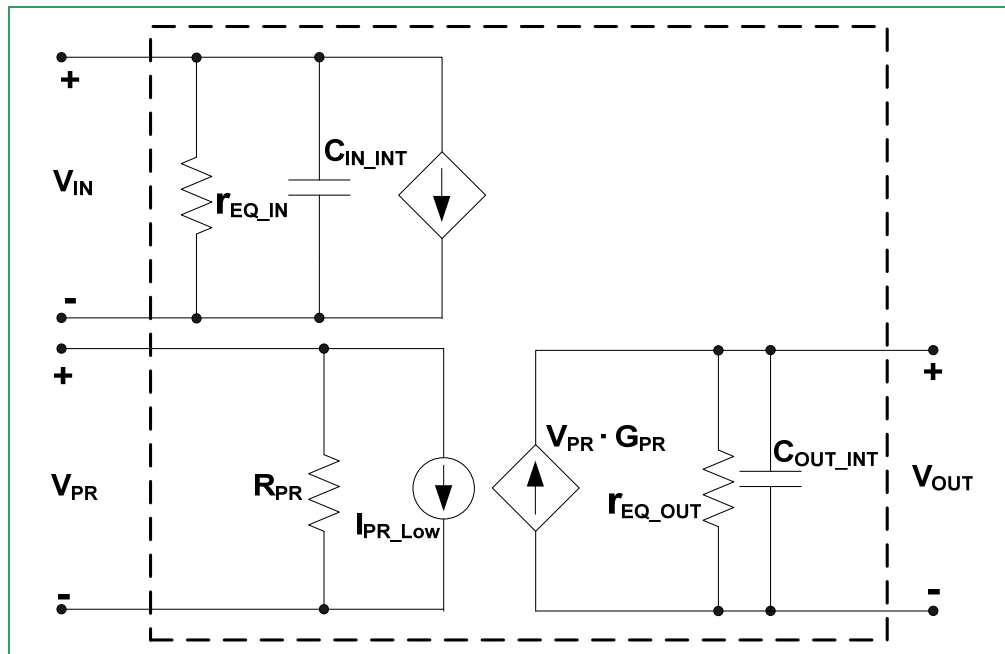 +
C_IN_INT
V_IN
r_EQ_IN
-
+
+
V_PR · G_PR
C_OUT_INT
V_PR
R_PR
V_OUT
r_EQ_OUT
I_PR_Low
-
-